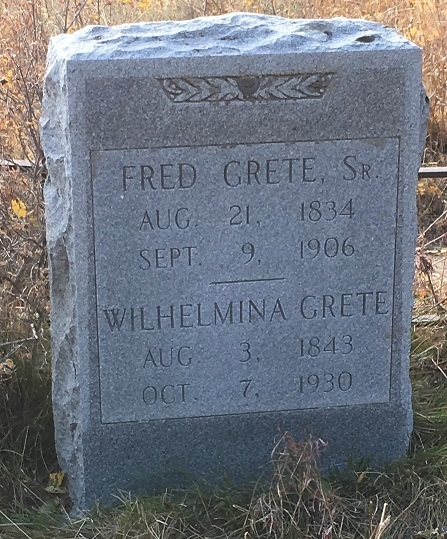 FRED GRETE, SR.
AUG. 21, 1834
SEPT. 9, 1906
WILHELMINA GRETE
AUG. 3, 1843
OCT. 7, 1930